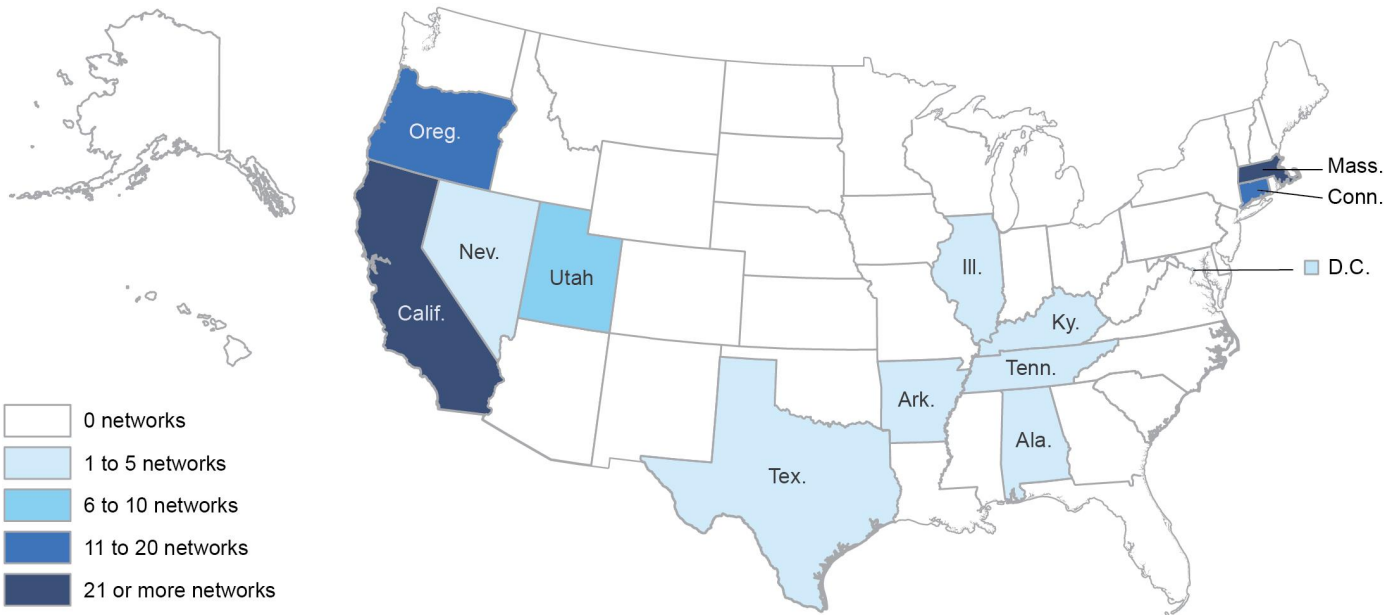 Oreg.
Mass.
Conn.
Nev.
Ill.
D.C.
Utah
Calif.
Ky.
Tenn.
Ark.
Ala.
Tex.
0 networks
1 to 5 networks
6 to 10 networks
11 to 20 networks
21 or more networks